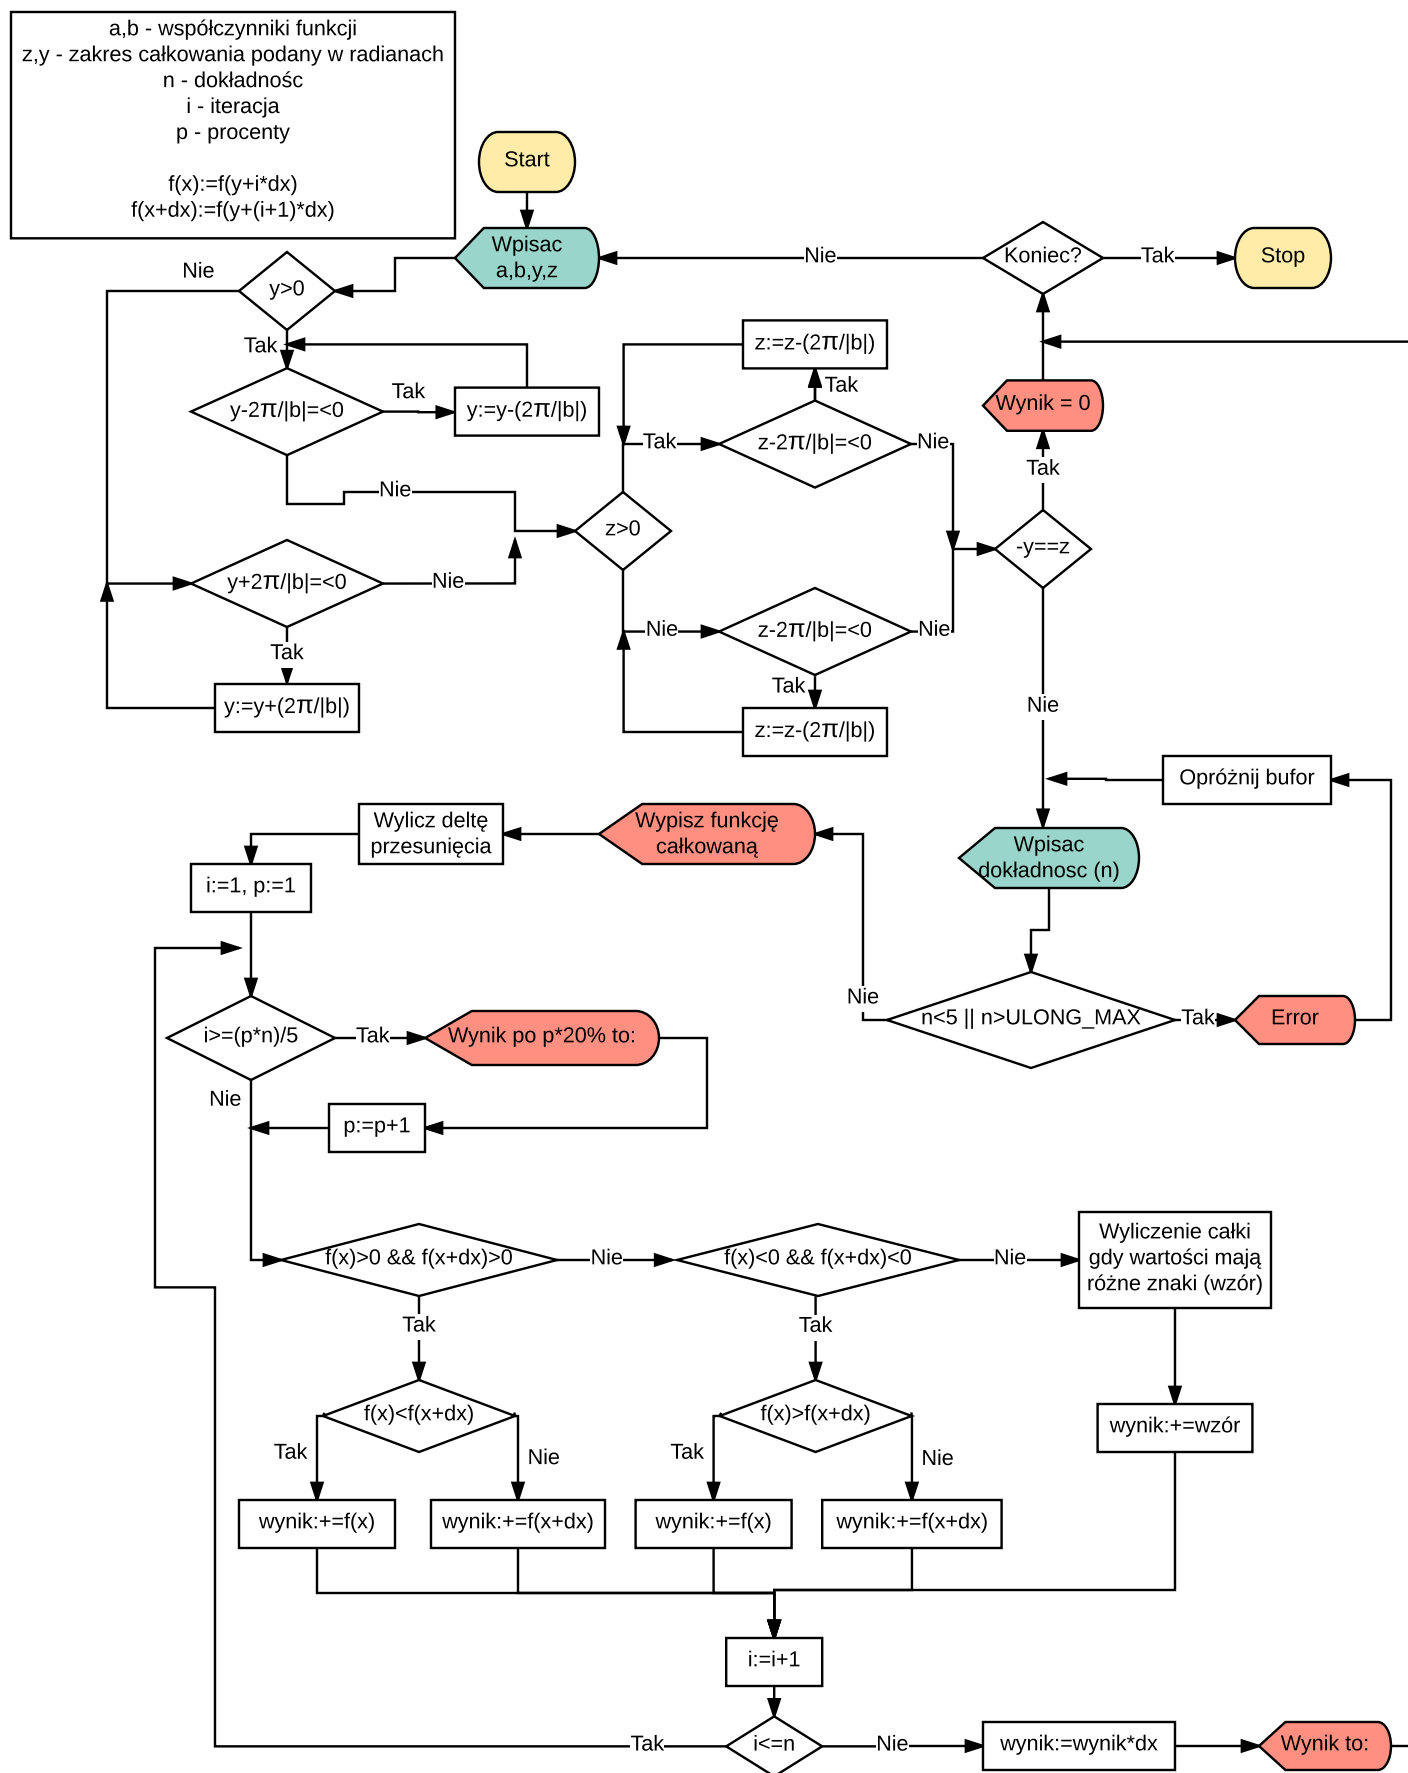 a,b - współczynniki funkcji
z,y - zakres całkowania podany w radianach
n - dokładnośc
i - iteracja
p - procenty
f(x):=f(y+i*dx)
f(x+dx):=f(y+(i+1)*dx)
Start
Wpisac
a,b,y,z
Nie
Koniec?
Tak
Stop
Nie
y>0
Tak
y-2π/|b|=<0
Tak
y:=y-(2π/|b|)
Nie
z:=z-(2π/|b|)
Tak
Tak
z-2π/|b|=<0
Nie
Wynik = 0
Tak
z>0
-y==z
y+2π/|b|=<0
Nie
Tak
y:=y+(2π/|b|)
Nie
z-2π/|b|=<0
Nie
Tak
z:=z-(2π/|b|)
Nie
Opróżnij bufor
Wpisac
dokładnosc (n)
Wypisz funkcję
całkowaną
Wylicz deltę
przesunięcia
i:=1, p:=1
Nie
n<5 || n>ULONG_MAX
Tak
Error
i>=(p*n)/5
Tak
Wynik po p*20% to:
Nie
p:=p+1
f(x)>0 && f(x+dx)>0
Nie
f(x)<0 && f(x+dx)<0
Nie
Wyliczenie całki
gdy wartości mają
różne znaki (wzór)
Tak
Tak
f(x)<f(x+dx)
f(x)>f(x+dx)
wynik:+=wzór
Tak
Nie
Tak
Nie
wynik:+=f(x)
wynik:+=f(x+dx)
wynik:+=f(x)
wynik:+=f(x+dx)
i:=i+1
Tak
i<=n
Nie
wynik:=wynik*dx
Wynik to: